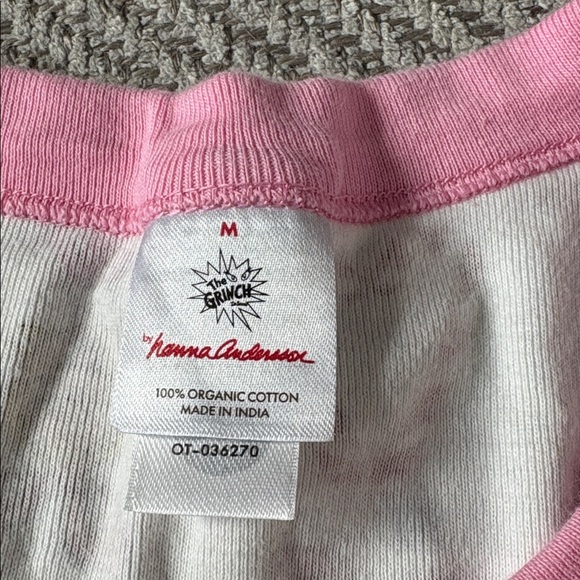 M
The
GRINCH
by
hanna andersson
100% ORGANIC COTTON
MADE IN INDIA
OT-036270